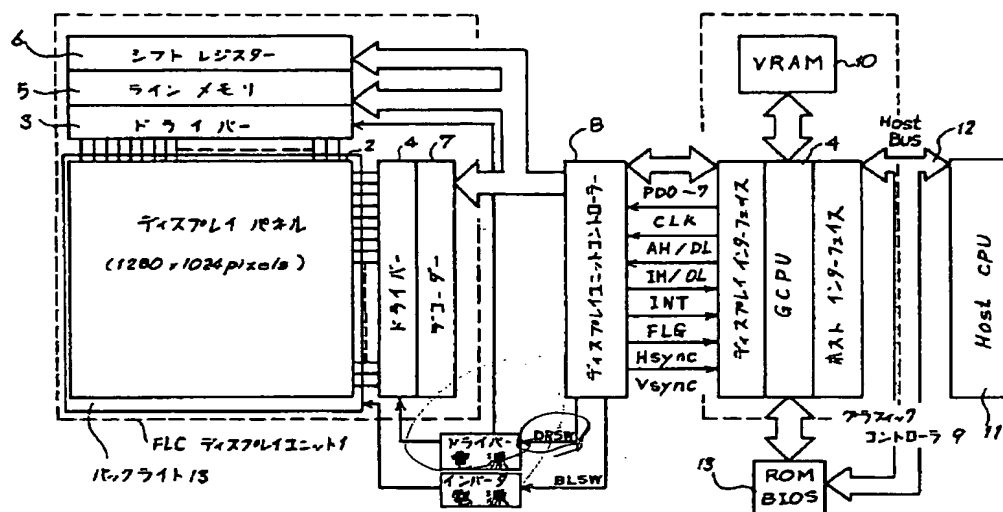 6
シフト レジスター
5
ライン メモリ
3
ドライバー
2
4
7
ディスプレイ パネル
(1280×1024pixels)
ドライバー
デコーダー
FLC ディスプレイユニット1
バックライト13
ドライバー電源
DRSW
インバータ電源
BLSW
8
ディスプレイユニットコントローラー
PD0~7
CLK
AH/DL
IH/DL
INT
FLG
Hsync
Vsync
VRAM
10
ディスプレイ インターフェイス
4
GCPU
ホスト インターフェイス
Host BUS
12
Host CPU
11
グラフィック
コントローラ 9
13
ROM
BIOS